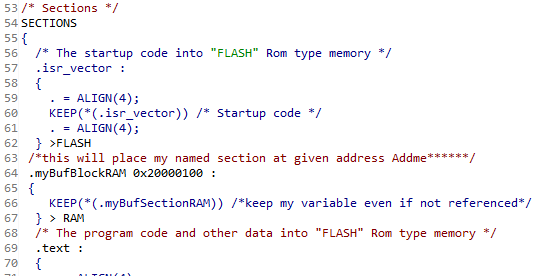 53 /* Sections */
54 SECTIONS
55 {
56 /* The startup code into "FLASH" Rom type memory */
57 .isr_vector :
58 {
59 . = ALIGN(4);
60 KEEP(*(.isr_vector)) /* Startup code */
61 . = ALIGN(4);
62 } >FLASH
63 /*this will place my named section at given address Addme******/
64 .myBufBlockRAM 0x20000100 :
65 {
66 KEEP(*(.myBufSectionRAM)) /*keep my variable even if not referenced*/
67 } > RAM
68 /* The program code and other data into "FLASH" Rom type memory */
69 .text :
70 {
71 . = ALIGN(4)